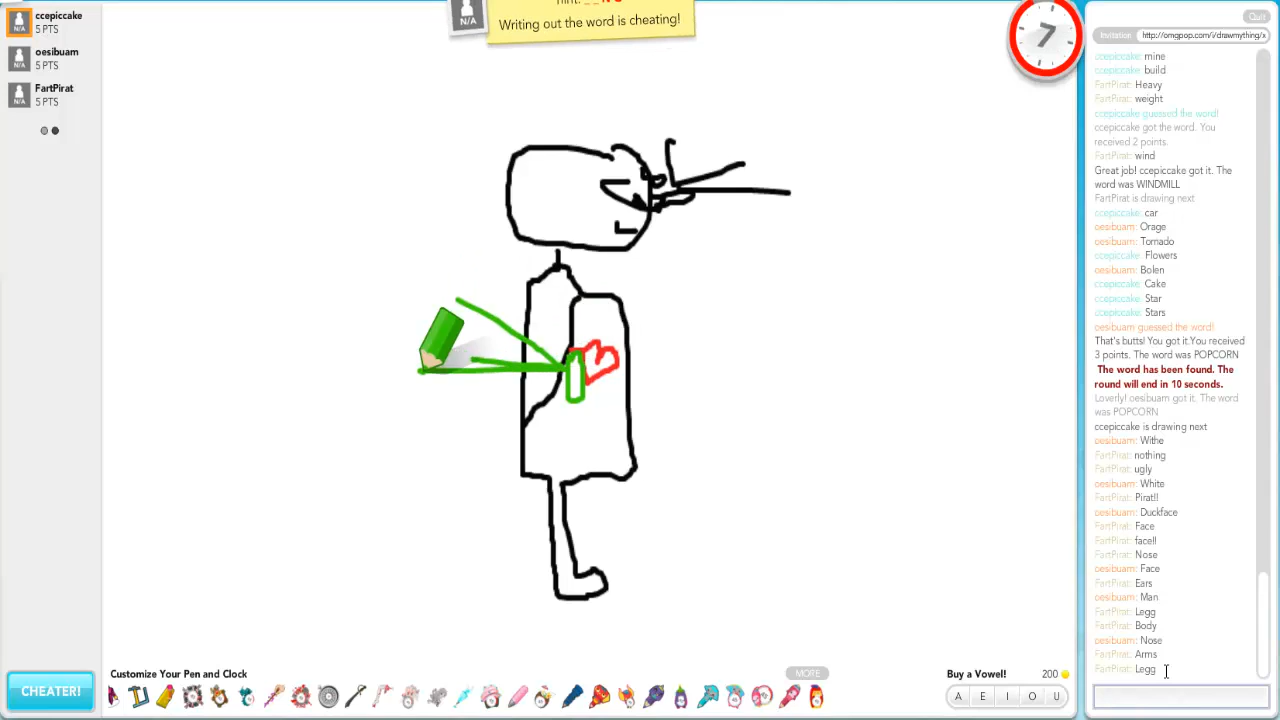 ccepiccake
5 PTS
N/A
oesibuam
5 PTS
N/A
FartPirat
5 PTS
N/A
N/A
Writing out the word is cheating!
7
Quit
Invitation
http://omgpop.com/i/drawmything/x
ccepiccake: mine
ccepiccake: build
FartPirat: Heavy
FartPirat: weight
ccepiccake guessed the word!
ccepiccake got the word. You
received 2 points.
FartPirat: wind
Great job! ccepiccake got it. The
word was WINDMILL
FartPirat is drawing next
ccepiccake: car
oesibuam: Orage
oesibuam: Tornado
ccepiccake: Flowers
oesibuam: Bolen
ccepiccake: Cake
ccepiccake: Star
ccepiccake: Stars
oesibuam guessed the word!
That's butts! You got it.You received
3 points. The word was POPCORN
The word has been found. The
round will end in 10 seconds.
Loverly! oesibuam got it. The word
was POPCORN
ccepiccake is drawing next
oesibuam: Withe
FartPirat: nothing
FartPirat: ugly
oesibuam: White
FartPirat: Pirat!!
oesibuam: Duckface
FartPirat: Face
FartPirat: face!!
FartPirat: Nose
oesibuam: Face
FartPirat: Ears
oesibuam: Man
FartPirat: Legg
FartPirat: Body
oesibuam: Nose
FartPirat: Arms
FartPirat: Legg
CHEATER!
Customize Your Pen and Clock
MORE
Buy a Vowel!
200
A E I O U